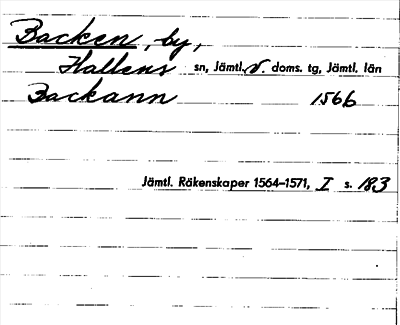 Backen, by,
Hallens sn, Jämtl. v. doms. tg, Jämtl. län
Backann 1566
Jämtl. Räkenskaper 1564–1571, I s. 183